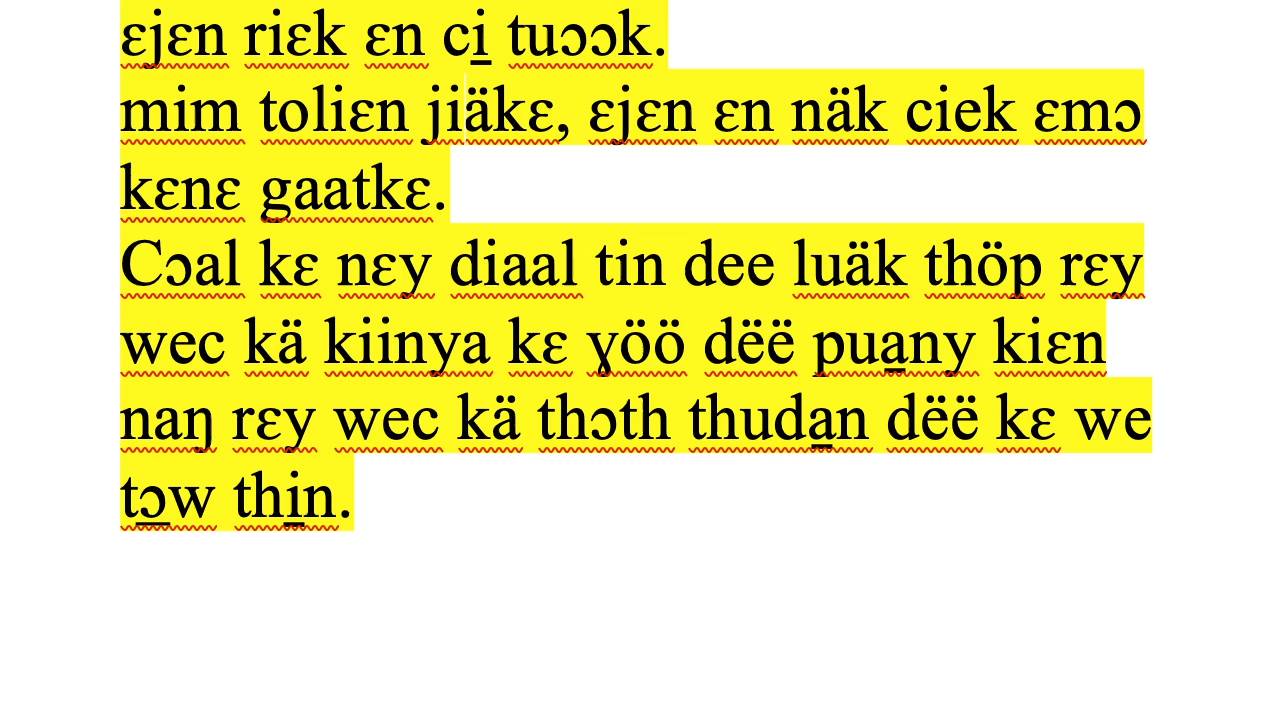 ɛjɛn riɛk ɛn ci̱ tuɔɔk.
mim toliɛn jiäkɛ, ɛjɛn ɛn näk ciek ɛmɔ
kɛnɛ gaatkɛ.
Cɔal kɛ nɛy diaal tin dee luäk thöp rɛy
wec kä kiinya kɛ ɣöö dëë pua̱ny kiɛn
naŋ rɛy wec kä thɔth thuda̱n dëë kɛ we
tɔ̱w thi̱n.